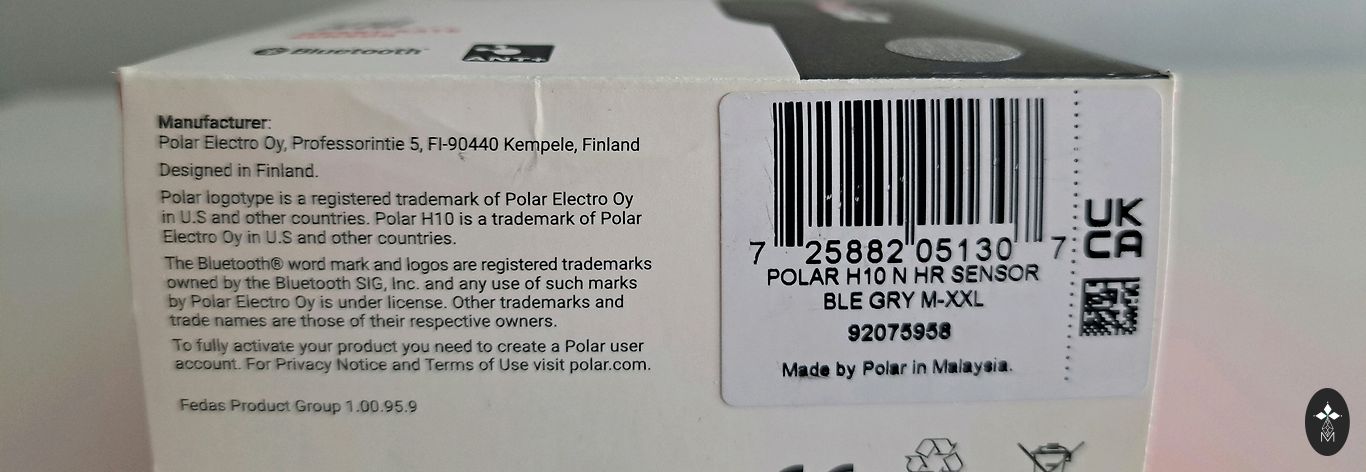 Bluetooth
ANT+
Manufacturer:
Polar Electro Oy, Professorintie 5, FI-90440 Kempele, Finland
Designed in Finland.
Polar logotype is a registered trademark of Polar Electro Oy
in U.S and other countries. Polar H10 is a trademark of Polar
Electro Oy in U.S and other countries.
The Bluetooth® word mark and logos are registered trademarks
owned by the Bluetooth SIG, Inc. and any use of such marks
by Polar Electro Oy is under license. Other trademarks and
trade names are those of their respective owners.
To fully activate your product you need to create a Polar user
account. For Privacy Notice and Terms of Use visit polar.com.
Fedas Product Group 1.00.95.9
7 25882 05130 7
POLAR H10 N HR SENSOR
BLE GRY M-XXL
92075958
Made by Polar in Malaysia.
UK
CA